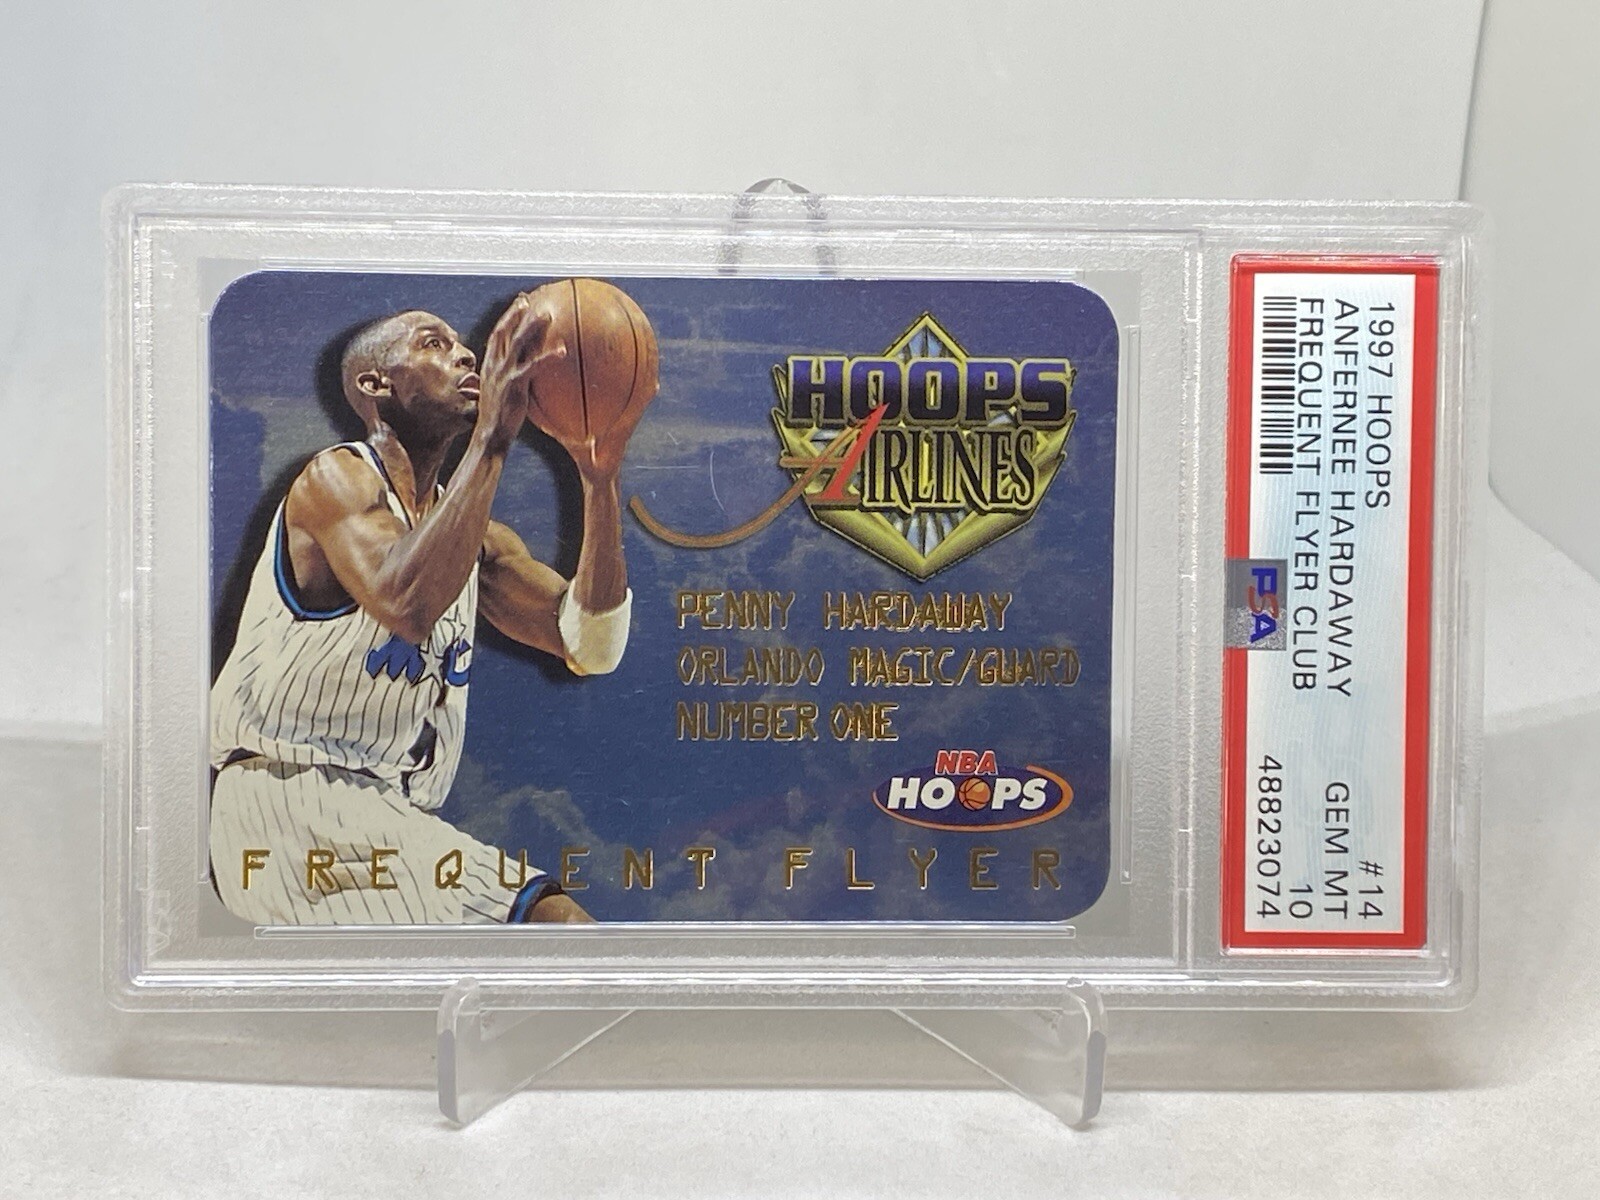 HOOPS
AIRLINES
PENNY HARDAWAY
ORLANDO MAGIC/GUARD
NUMBER ONE
NBA
HOOPS
FREQUENT FLYER
1997 HOOPS #14
ANFERNEE HARDAWAY GEM MT
FREQUENT FLYER CLUB 10
48823074
PSA